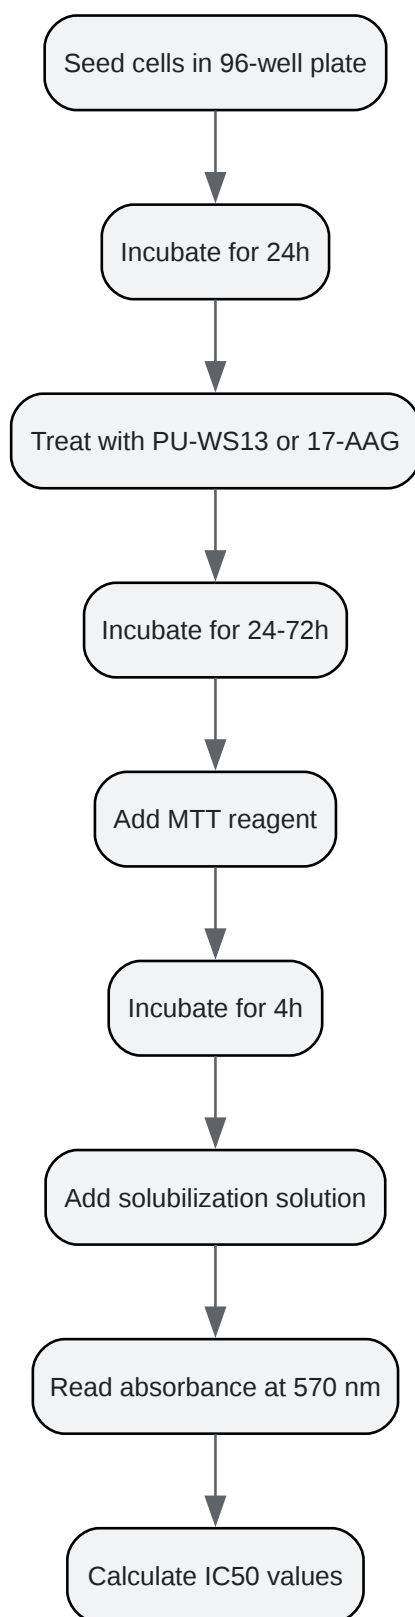 Seed cells in 96-well plate
Incubate for 24h
Treat with PU-WS13 or 17-AAG
Incubate for 24-72h
Add MTT reagent
Incubate for 4h
Add solubilization solution
Read absorbance at 570 nm
Calculate IC50 values